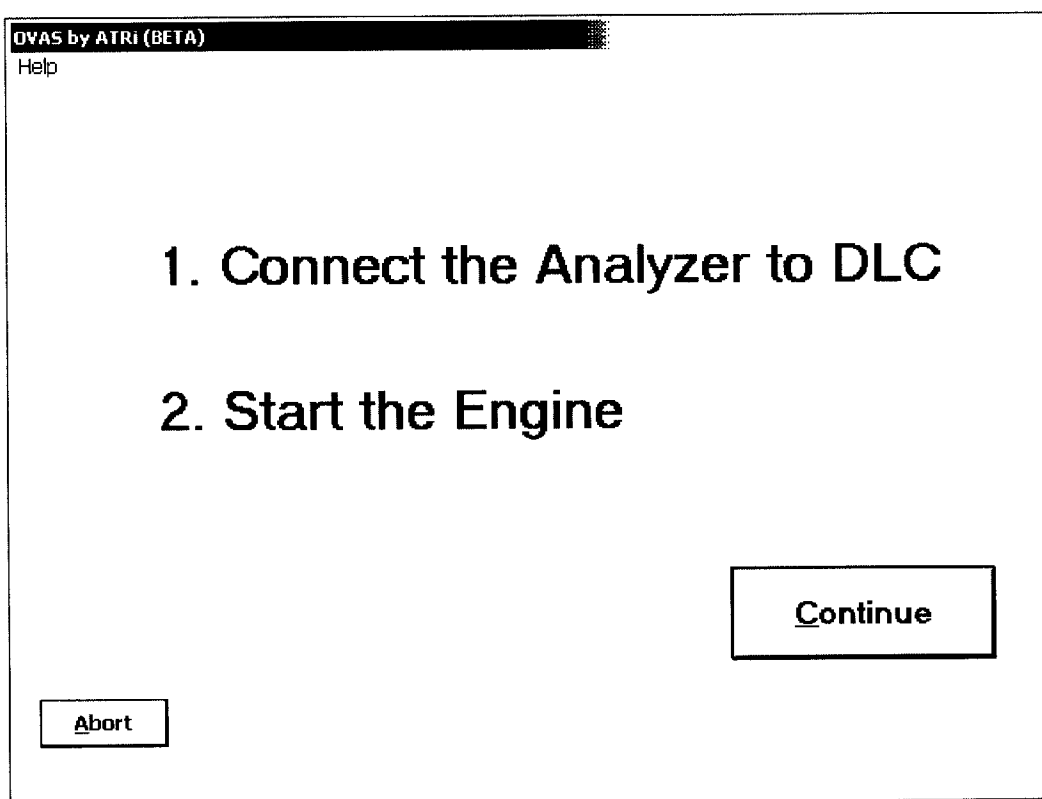 OVAS by ATRi (BETA)
Help
1. Connect the Analyzer to DLC
2. Start the Engine
Continue
Abort